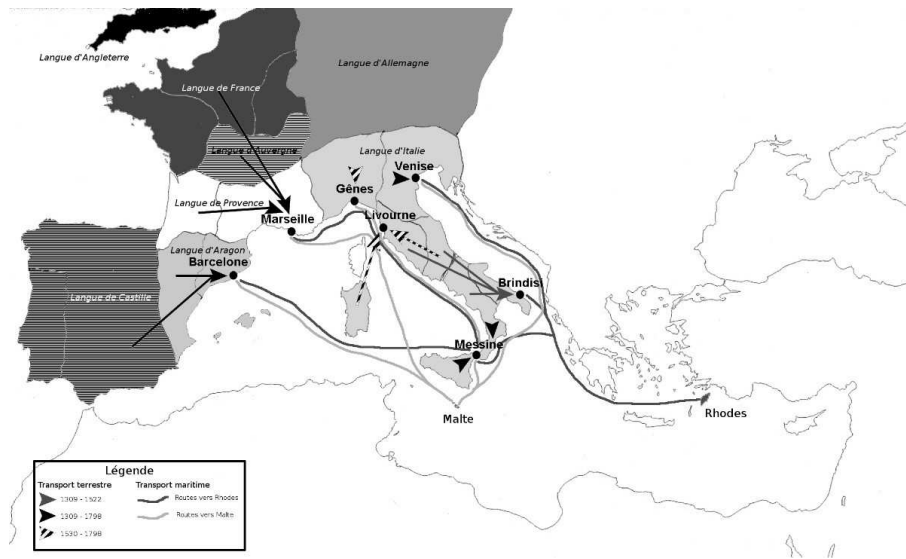 Langue d'Angleterre
Langue d'Allemagne
Langue de France
Langue d'Auvergne
Langue d'Italie
Venise
Gênes
Langue de Provence
Livourne
Marseille
Langue d'Aragon
Barcelone
Brindisi
Langue de Castille
Messine
Malte
Rhodes
Légende
Transport terrestre Transport maritime
1309 - 1522 Routes vers Rhodes
1309 - 1798 Routes vers Malte
1530 - 1798